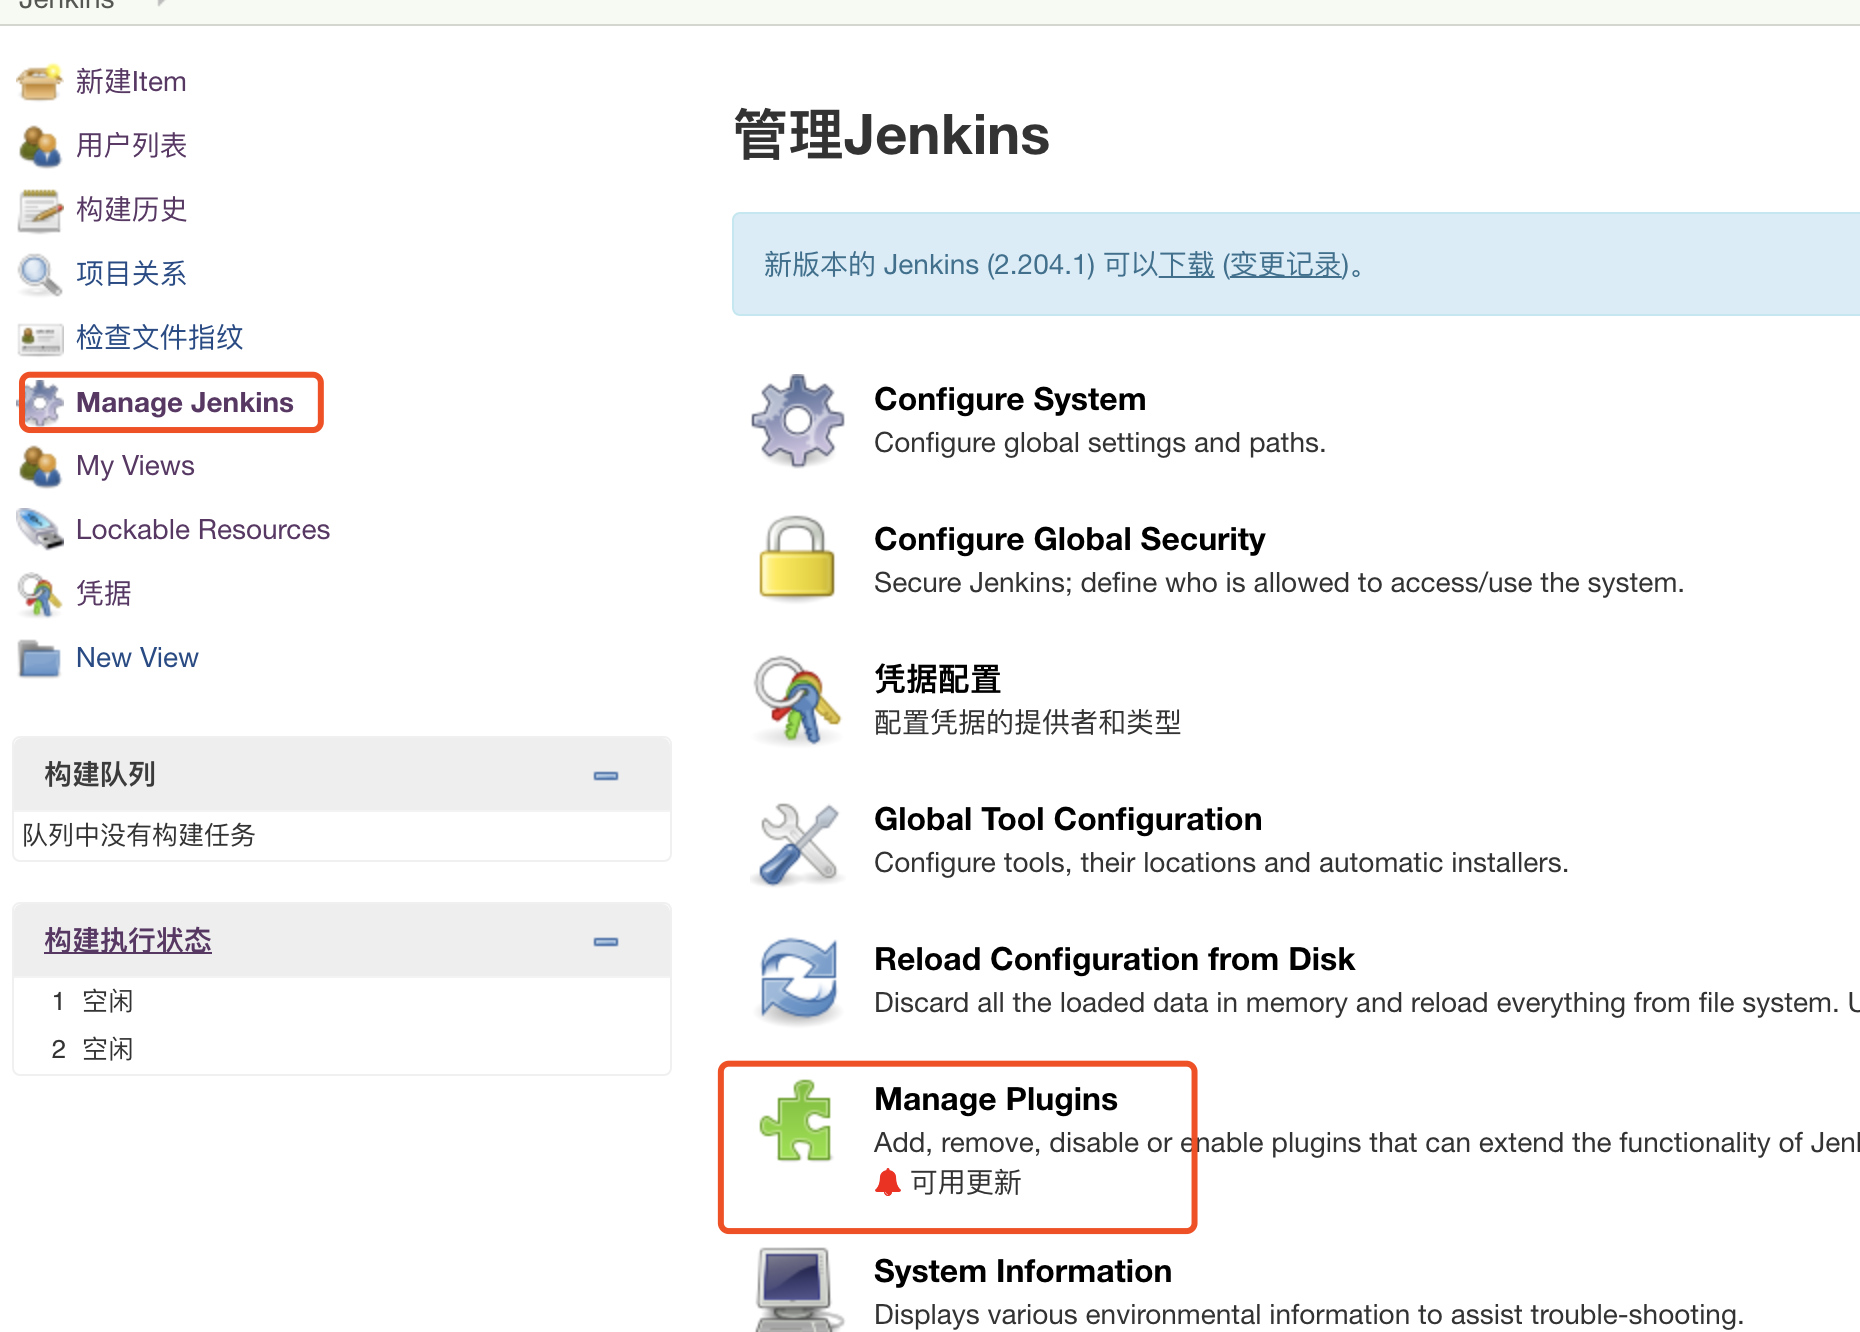 Jenkins
新建Item
用户列表
构建历史
项目关系
检查文件指纹
Manage Jenkins
My Views
Lockable Resources
凭据
New View
构建队列
队列中没有构建任务
构建执行状态
1 空闲
2 空闲
管理Jenkins
新版本的 Jenkins (2.204.1) 可以下载 (变更记录)。
Configure System
Configure global settings and paths.
Configure Global Security
Secure Jenkins; define who is allowed to access/use the system.
凭据配置
配置凭据的提供者和类型
Global Tool Configuration
Configure tools, their locations and automatic installers.
Reload Configuration from Disk
Discard all the loaded data in memory and reload everything from file system.
Manage Plugins
Add, remove, disable or enable plugins that can extend the functionality of
可用更新
System Information
Displays various environmental information to assist trouble-shooting.